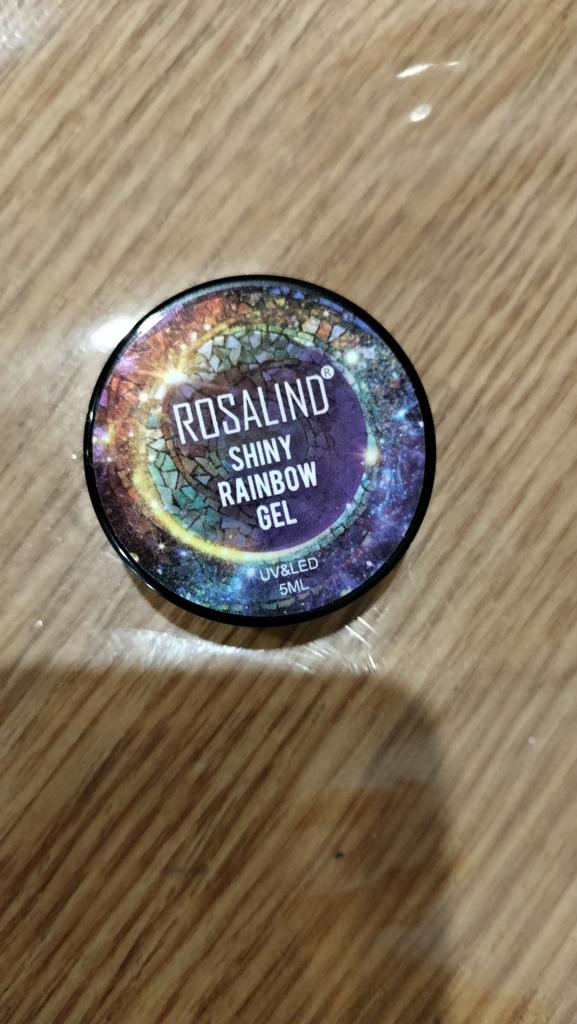 ROSALIND®
SHINY
RAINBOW
GEL
UV&LED
5ML